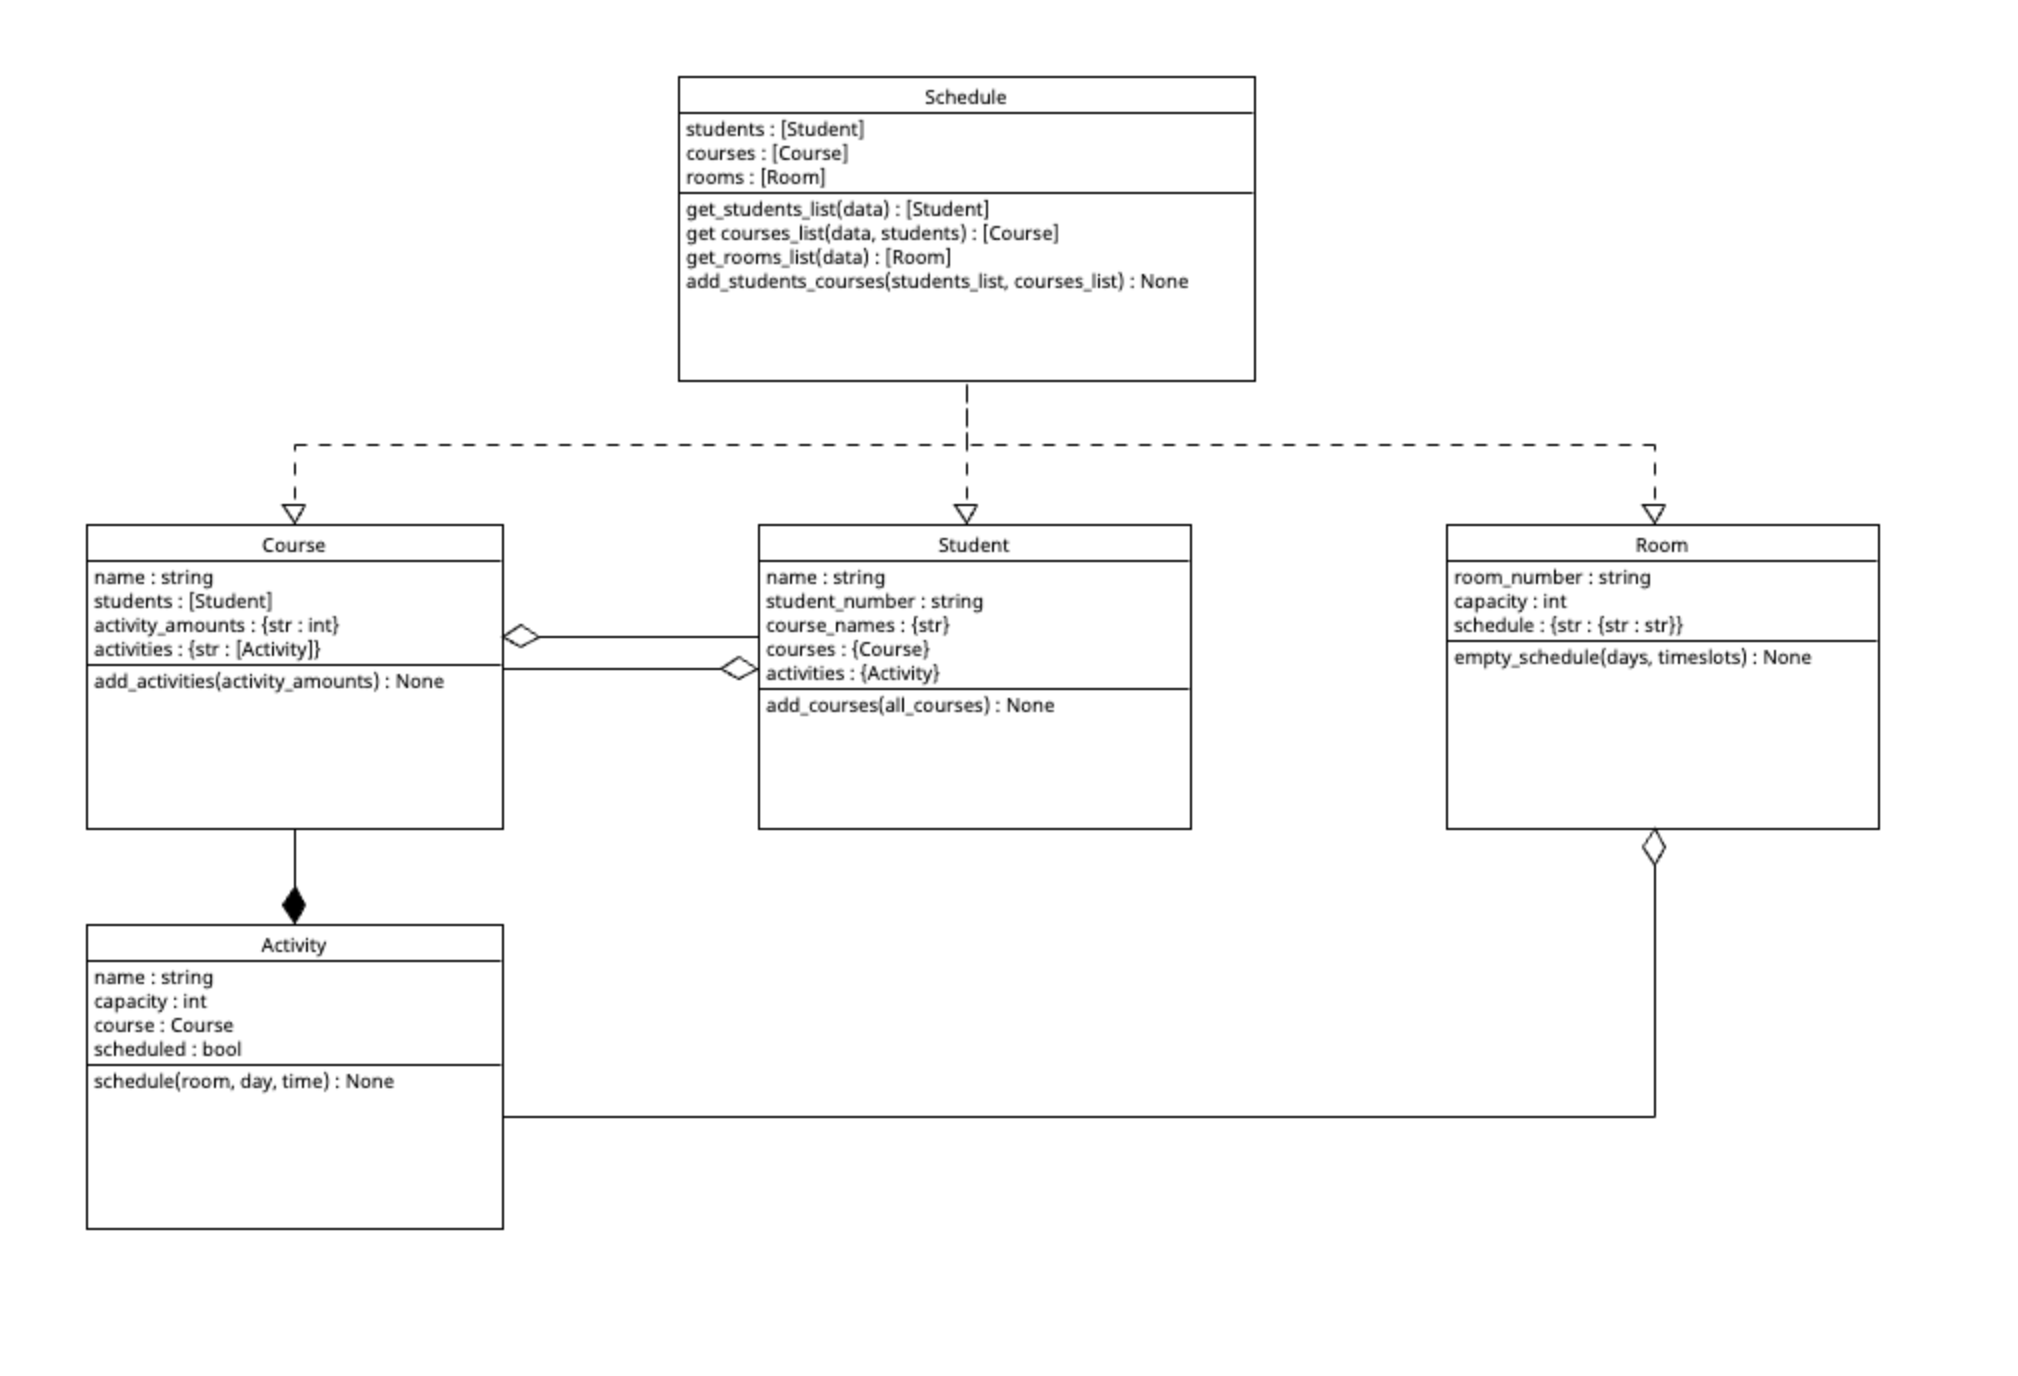 Schedule
students : [Student]
courses : [Course]
rooms : [Room]
get_students_list(data) : [Student]
get courses_list(data, students) : [Course]
get_rooms_list(data) : [Room]
add_students_courses(students_list, courses_list) : None
Course
name : string
students : [Student]
activity_amounts : {str : int}
activities : {str : [Activity]}
add_activities(activity_amounts) : None
Student
name : string
student_number : string
course_names : {str}
courses : {Course}
activities : {Activity}
add_courses(all_courses) : None
Room
room_number : string
capacity : int
schedule : {str : {str : str}}
empty_schedule(days, timeslots) : None
Activity
name : string
capacity : int
course : Course
scheduled : bool
schedule(room, day, time) : None